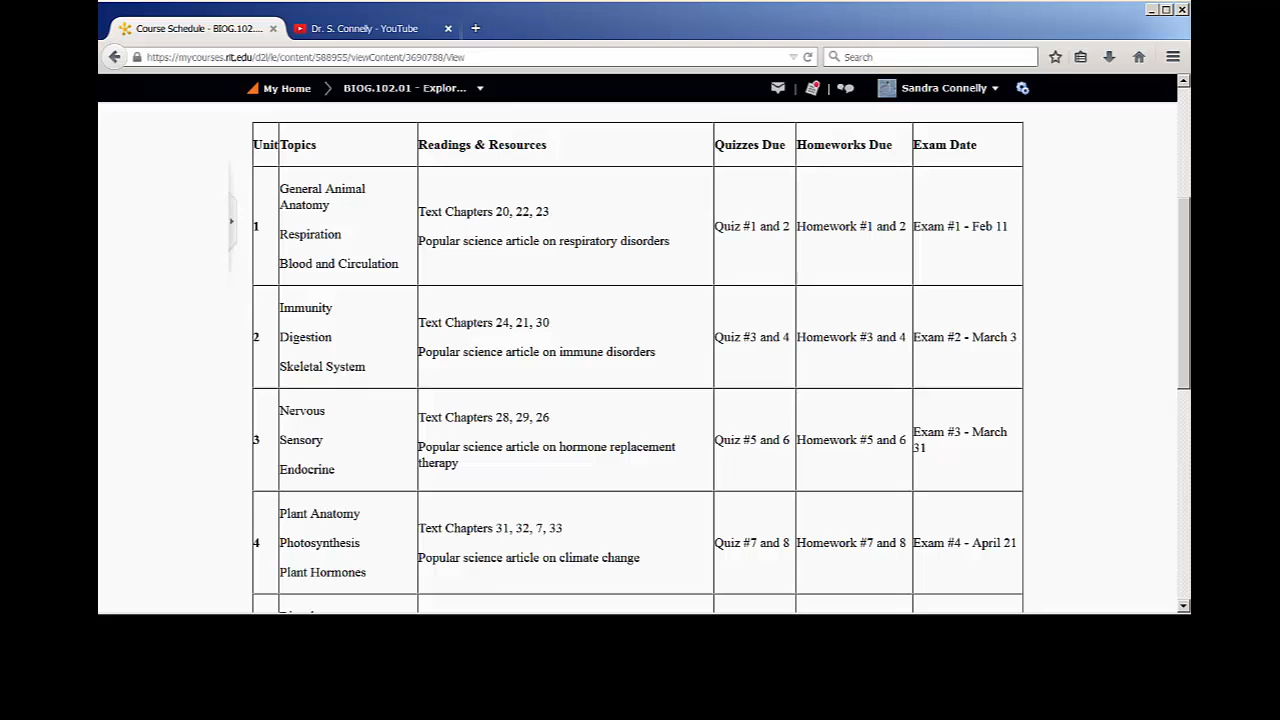 Course Schedule - BIOG.102....
Dr. S. Connelly - YouTube
https://mycourses.rit.edu/d2l/le/content/588955/viewContent/3690788/View
Search
My Home
BIOG.102.01 - Explor...
Sandra Connelly
Unit Topics Readings & Resources Quizzes Due Homeworks Due Exam Date
1
General Animal
Anatomy
Respiration
Blood and Circulation
Text Chapters 20, 22, 23
Popular science article on respiratory disorders
Quiz #1 and 2
Homework #1 and 2
Exam #1 - Feb 11
2
Immunity
Digestion
Skeletal System
Text Chapters 24, 21, 30
Popular science article on immune disorders
Quiz #3 and 4
Homework #3 and 4
Exam #2 - March 3
3
Nervous
Sensory
Endocrine
Text Chapters 28, 29, 26
Popular science article on hormone replacement
therapy
Quiz #5 and 6
Homework #5 and 6
Exam #3 - March
31
4
Plant Anatomy
Photosynthesis
Plant Hormones
Text Chapters 31, 32, 7, 33
Popular science article on climate change
Quiz #7 and 8
Homework #7 and 8
Exam #4 - April 21